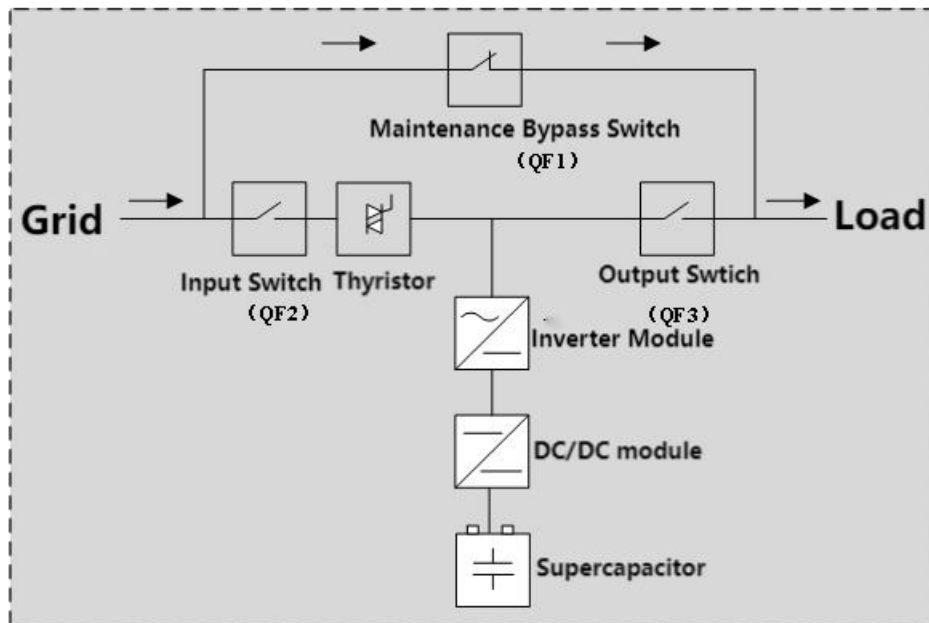 Maintenance Bypass Switch
(QF1)
Grid
Load
Input Switch
Thyristor
Output Swtich
(QF2)
(QF3)
Inverter Module
DC/DC module
Supercapacitor